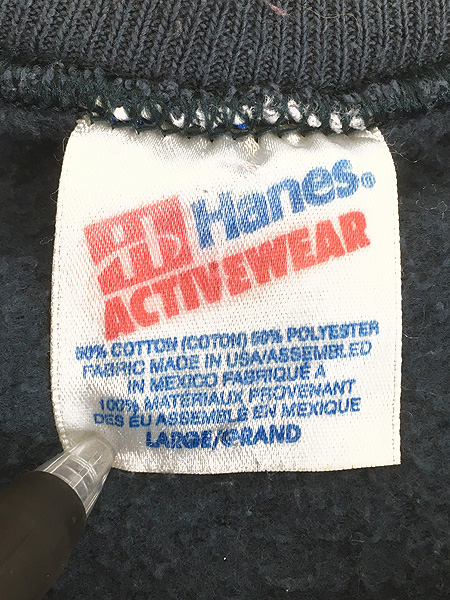 Hanes®
ACTIVEWEAR
50% COTTON (COTON) 50% POLYESTER
FABRIC MADE IN USA/ASSEMBLED
IN MEXICO FABRIQUÉ À
100% MATERIAUX PROVENANT
DES EU ASSEMBLE EN MEXIQUE
LARGE/GRAND